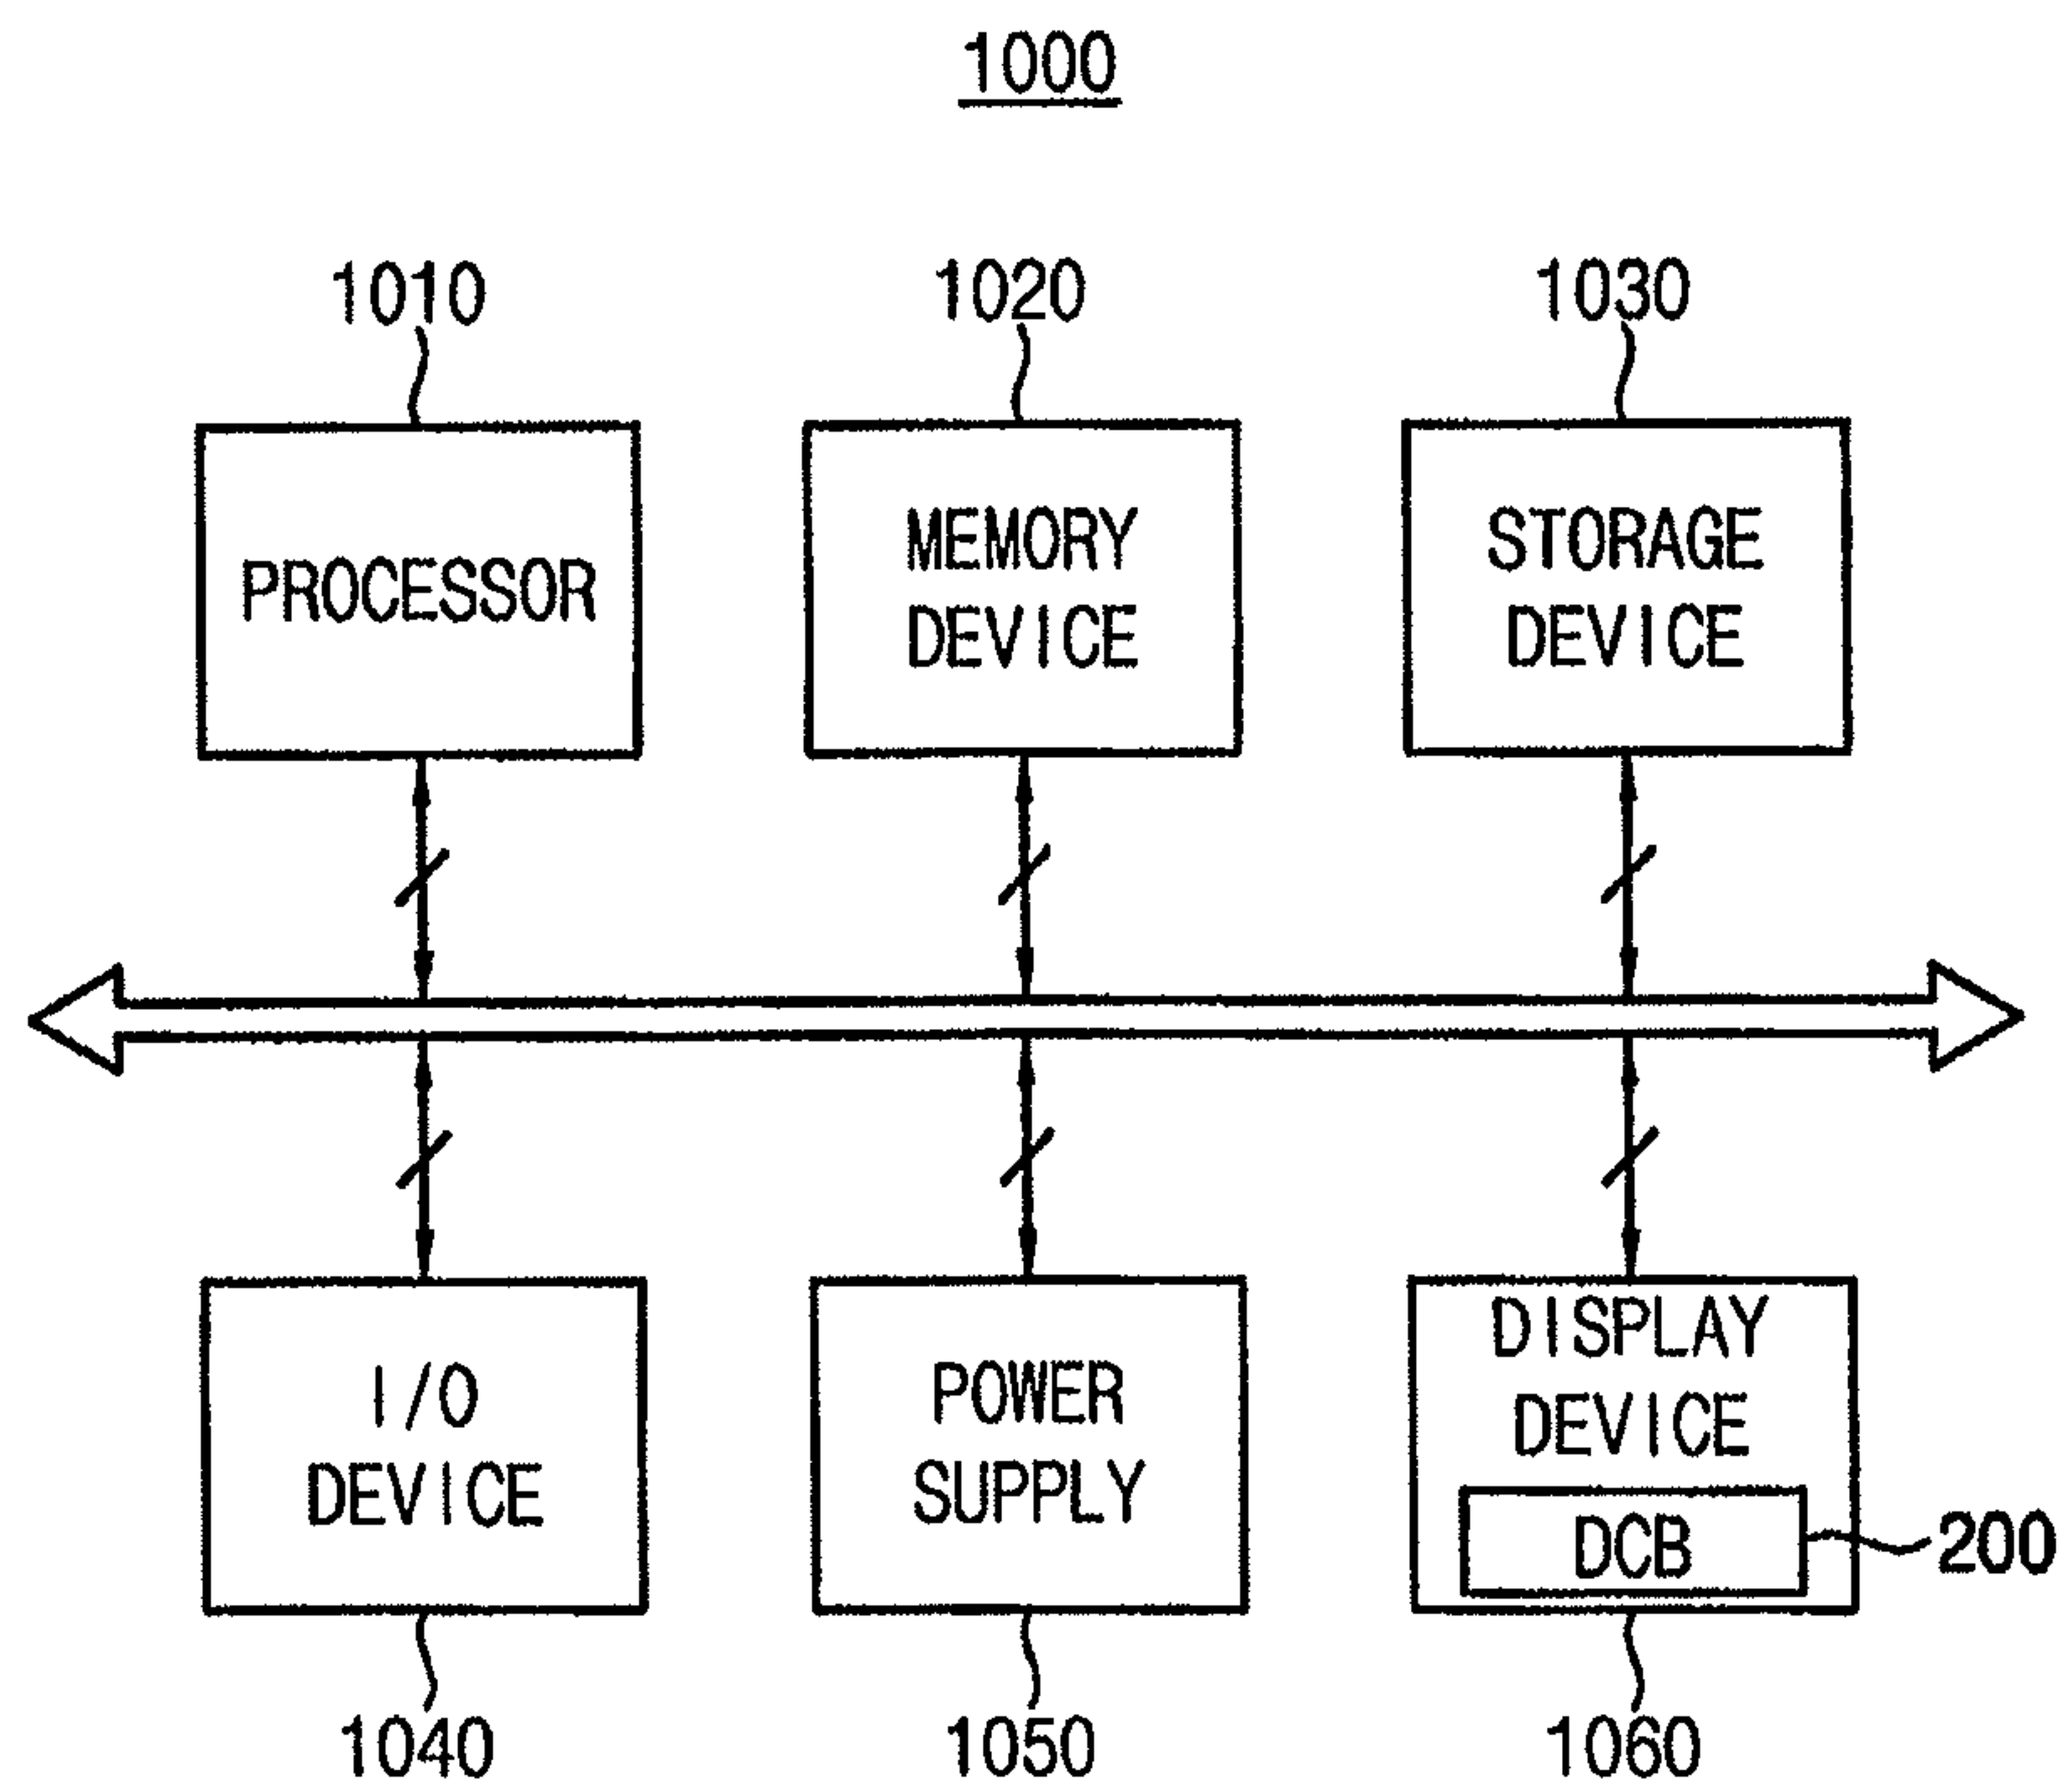 1000
1010
1020
1030
PROCESSOR
MEMORY
DEVICE
STORAGE
DEVICE
I/O
DEVICE
POWER
SUPPLY
DISPLAY
DEVICE
DCB
200
1040
1050
1060